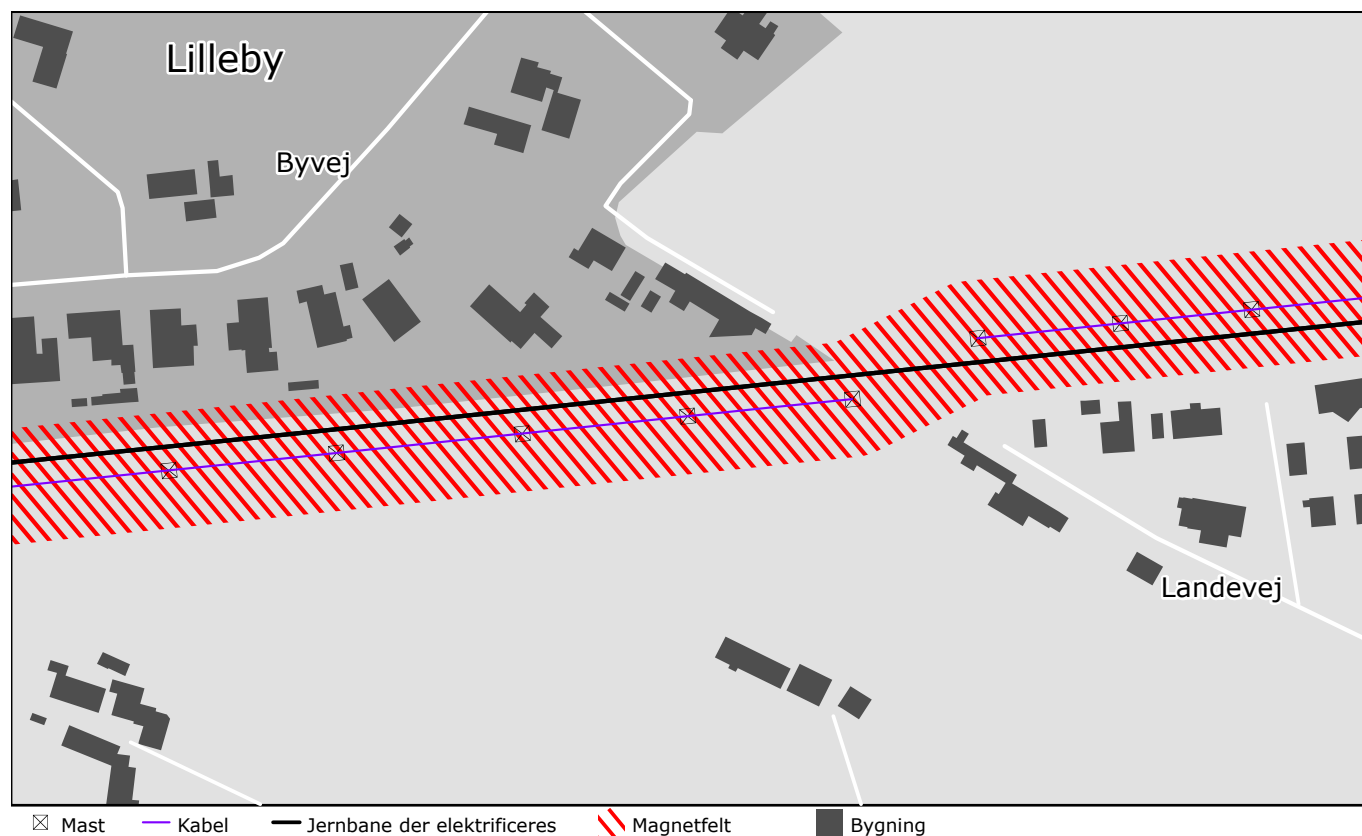 Lilleby
Byvej
Landevej
Mast Kabel Jernbane der elektrificeres Magnetfelt Bygning